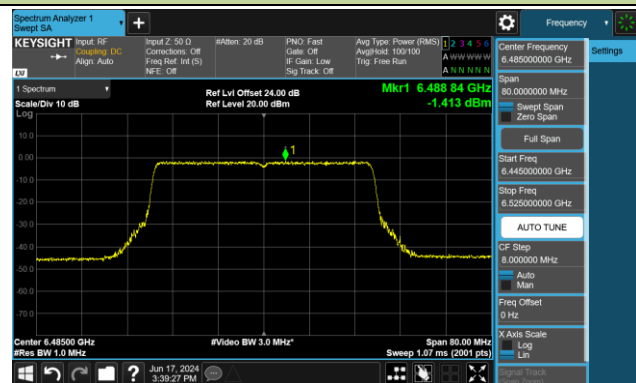 Spectrum Analyzer 1
Swept SA
Frequency
KEYSIGHT
Input: RF
Coupling: DC
Align: Auto
Input Z: 50 Ω
Corrections: Off
Freq Ref: Int (S)
NFE: Off
#Atten: 20 dB
PNO: Fast
Gate: Off
IF Gain: Low
Sig Track: Off
Avg Type: Power (RMS)
Avg|Hold: 100/100
Trig: Free Run
1 2 3 4 5 6
A W W W W W
A N N N N N
LXI
1 Spectrum
Scale/Div 10 dB
Log
Ref Lvl Offset 24.00 dB
Ref Level 20.00 dBm
Mkr1 6.488 84 GHz
-1.413 dBm
10.0
0.00
-10.0
-20.0
-30.0
-40.0
-50.0
-60.0
-70.0
1
Center 6.48500 GHz
#Res BW 1.0 MHz
#Video BW 3.0 MHz*
Span 80.00 MHz
Sweep 1.07 ms (2001 pts)
Center Frequency
6.485000000 GHz
Settings
Span
80.0000000 MHz
Swept Span
Zero Span
Full Span
Start Freq
6.445000000 GHz
Stop Freq
6.525000000 GHz
AUTO TUNE
CF Step
8.000000 MHz
Auto
Man
Freq Offset
0 Hz
X Axis Scale
Log
Lin
Signal Track
(Span Zoom)
Jun 17, 2024
3:39:27 PM